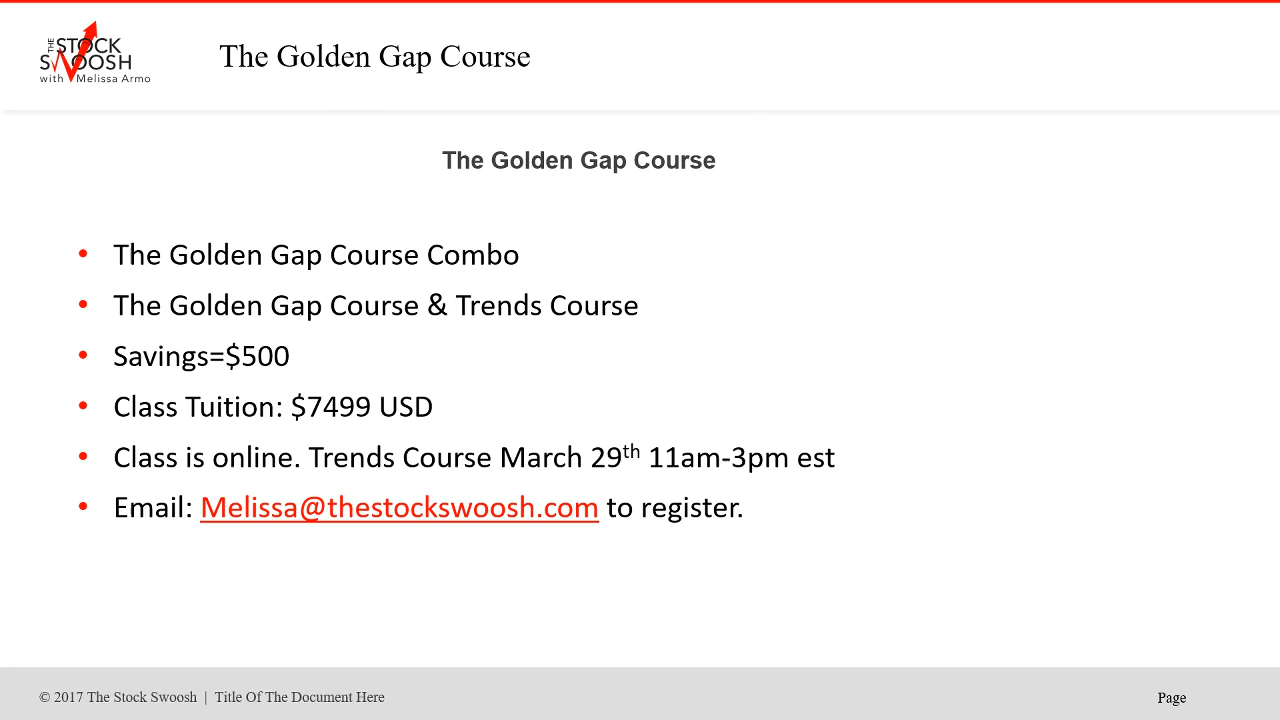 THE STOCK
SWOOSH
with Melissa Armo
The Golden Gap Course
The Golden Gap Course
• The Golden Gap Course Combo
• The Golden Gap Course & Trends Course
• Savings=$500
• Class Tuition: $7499 USD
• Class is online. Trends Course March 29th 11am-3pm est
• Email: Melissa@thestockswoosh.com to register.
© 2017 The Stock Swoosh | Title Of The Document Here
Page